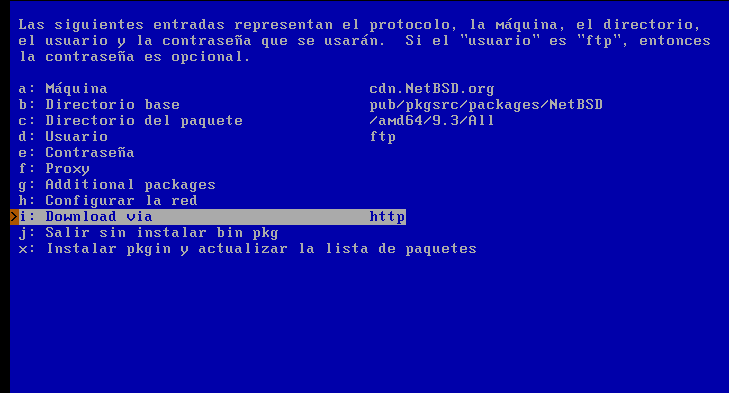 Las siguientes entradas representan el protocolo, la máquina, el directorio,
el usuario y la contraseña que se usarán.  Si el "usuario" es "ftp", entonces
la contraseña es opcional.
a: Máquina cdn.NetBSD.org
b: Directorio base pub/pkgsrc/packages/NetBSD
c: Directorio del paquete /amd64/9.3/All
d: Usuario ftp
e: Contraseña
f: Proxy
g: Additional packages
h: Configurar la red
>i: Download via http
j: Salir sin instalar bin pkg
x: Instalar pkgin y actualizar la lista de paquetes